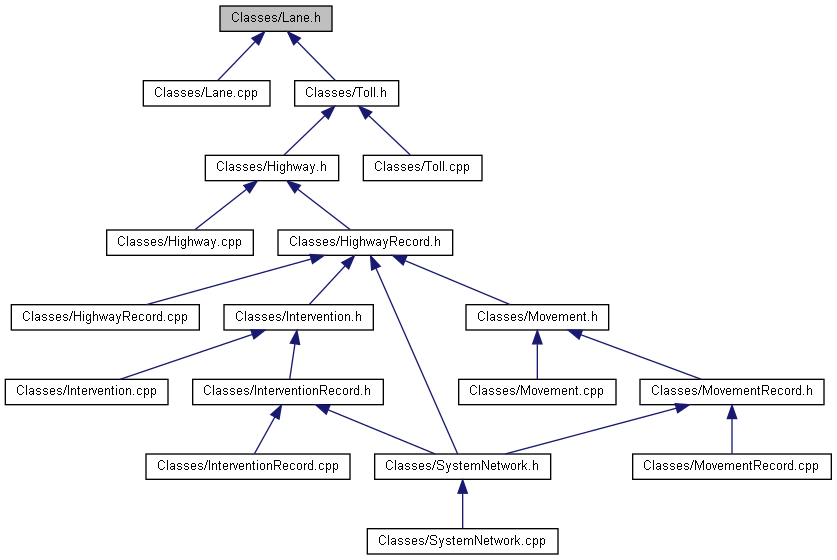 Classes/Lane.h
Classes/Lane.cpp
Classes/Toll.h
Classes/Highway.h
Classes/Toll.cpp
Classes/Highway.cpp
Classes/HighwayRecord.h
Classes/HighwayRecord.cpp
Classes/Intervention.h
Classes/Movement.h
Classes/Intervention.cpp
Classes/InterventionRecord.h
Classes/Movement.cpp
Classes/MovementRecord.h
Classes/InterventionRecord.cpp
Classes/SystemNetwork.h
Classes/MovementRecord.cpp
Classes/SystemNetwork.cpp